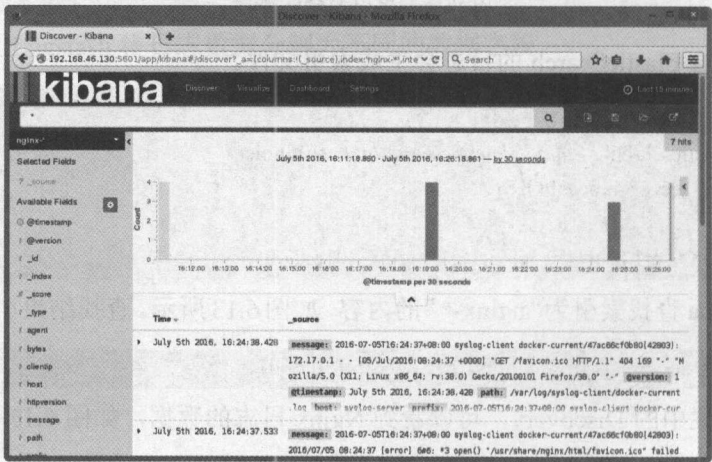 Discover - Kibana - Mozilla Firefox
Discover - Kibana
192.168.46.130:5601/app/kibana#/discover?_a=(columns:!(_source),index:'nginx-*',inte
Search
kibana
Discover Visualize Dashboard Settings
Last 15 minutes
*
nginx-*
7 hits
Selected Fields
? _source
Available Fields
@timestamp
t @version
t _id
t _index
# _score
t _type
t agent
t bytes
t clientip
t host
t httpversion
t message
t path
July 5th 2016, 16:11:18.860 - July 5th 2016, 16:26:18.861 — by 30 seconds
Count
4
3
2
1
0
16:12:00 16:13:00 16:14:00 16:15:00 16:16:00 16:17:00 16:18:00 16:19:00 16:20:00 16:21:00 16:22:00 16:23:00 16:24:00 16:25:00 16:26:00
@timestamp per 30 seconds
Time
_source
July 5th 2016, 16:24:38.428
message: 2016-07-05T16:24:37+08:00 syslog-client docker-current/47ac66cf0b80[42803]:
172.17.0.1 - - [05/Jul/2016:08:24:37 +0000] "GET /favicon.ico HTTP/1.1" 404 169 "-" "M
ozilla/5.0 (X11; Linux x86_64; rv:38.0) Gecko/20100101 Firefox/38.0" "-" @version: 1
@timestamp: July 5th 2016, 16:24:38.428 path: /var/log/syslog-client/docker-current
.log host: syslog-server prefix: 2016-07-05T16:24:37+08:00 syslog-client docker-cur
July 5th 2016, 16:24:37.533
message: 2016-07-05T16:24:37+08:00 syslog-client docker-current/47ac66cf0b80[42803]:
2016/07/05 08:24:37 [error] 6#6: *3 open() "/usr/share/nginx/html/favicon.ico" failed